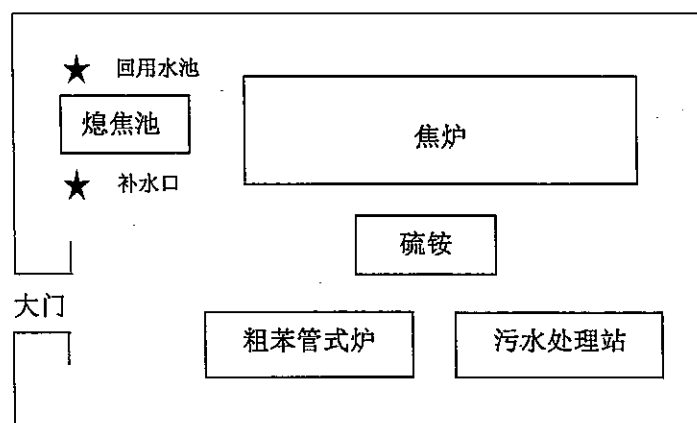 回用水池
熄焦池
焦炉
补水口
硫铵
大门
粗苯管式炉
污水处理站